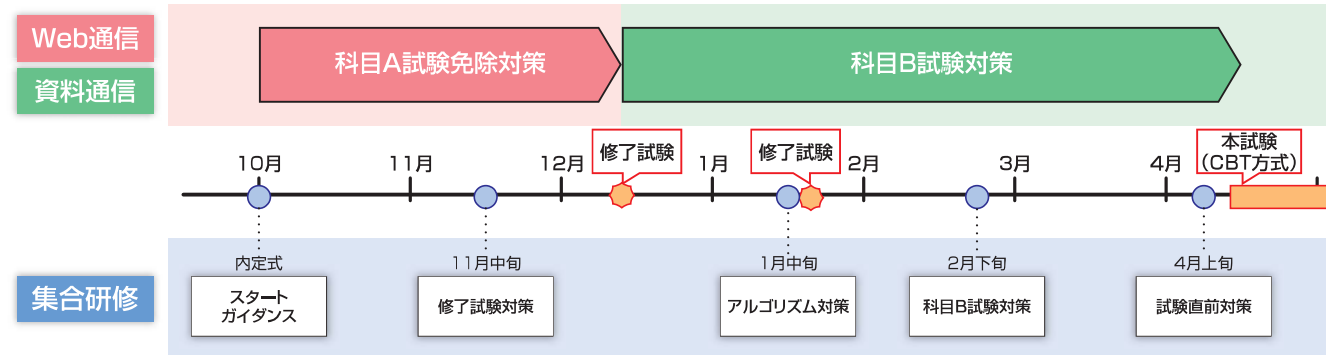 Web通信
資料通信
科目A試験免除対策
科目B試験対策
10月
11月
12月
修了試験
1月
修了試験
2月
3月
4月
本試験
(CBT方式)
集合研修
内定式
スタート
ガイダンス
11月中旬
修了試験対策
1月中旬
アルゴリズム対策
2月下旬
科目B試験対策
4月上旬
試験直前対策